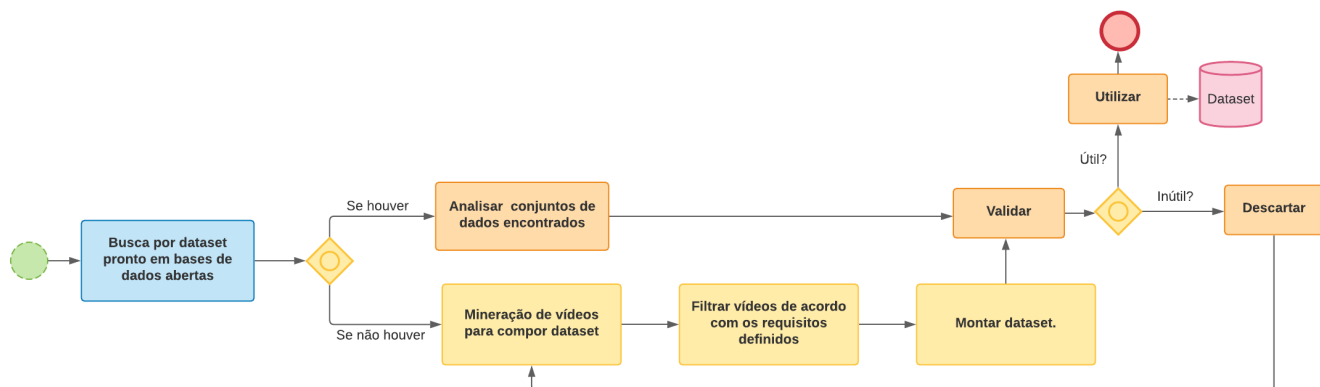 Busca por dataset
pronto em bases de
dados abertas
Se houver
Se não houver
Analisar conjuntos de
dados encontrados
Mineração de vídeos
para compor dataset
Filtrar vídeos de acordo
com os requisitos
definidos
Montar dataset.
Validar
Útil?
Inútil?
Utilizar
Dataset
Descartar